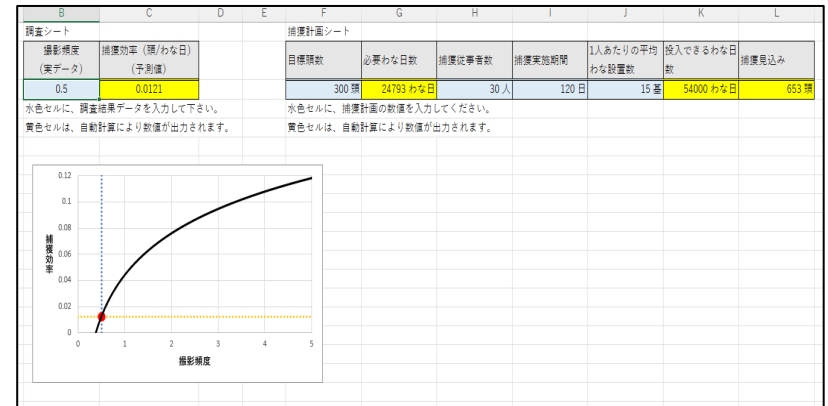 B C D E F G H I J K L
調査シート 捕獲計画シート
撮影頻度 捕獲効率（頭/わな日） 目標頭数 必要わな日数 捕獲従事者数 捕獲実施期間 1人あたりの平均 投入できるわな日 捕獲見込み
（実データ） （予測値） わな設置数 数
0.5 0.0121 300 頭 24793 わな日 30 人 120 日 15 基 54000 わな日 653 頭
水色セルに、調査結果データを入力して下さい。 水色セルに、捕獲計画の数値を入力してください。
黄色セルは、自動計算により数値が出力されます。 黄色セルは、自動計算により数値が出力されます。
0.12
0.1
0.08
0.06
0.04
0.02
0
捕獲効率
0 1 2 3 4 5
撮影頻度